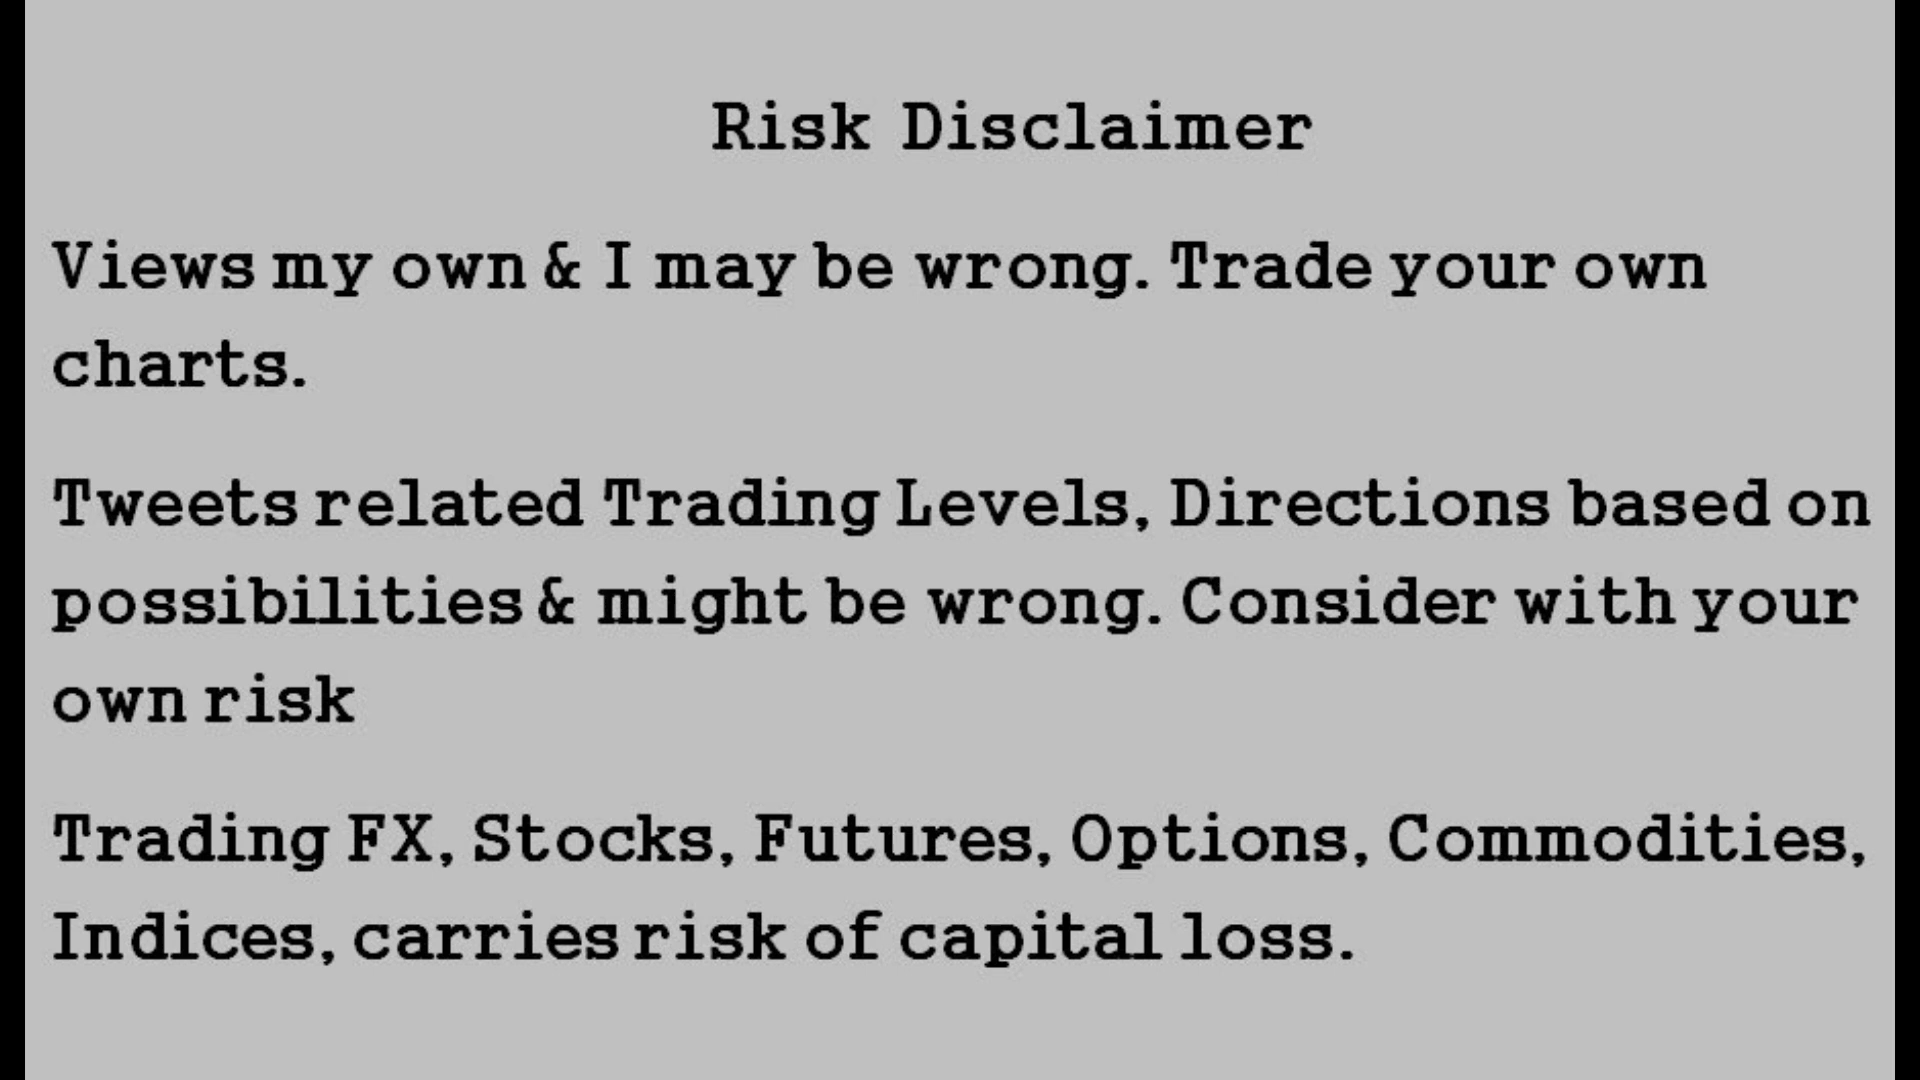 Risk Disclaimer
Views my own & I may be wrong. Trade your own
charts.
Tweets related Trading Levels, Directions based on
possibilities & might be wrong. Consider with your
own risk
Trading FX, Stocks, Futures, Options, Commodities,
Indices, carries risk of capital loss.